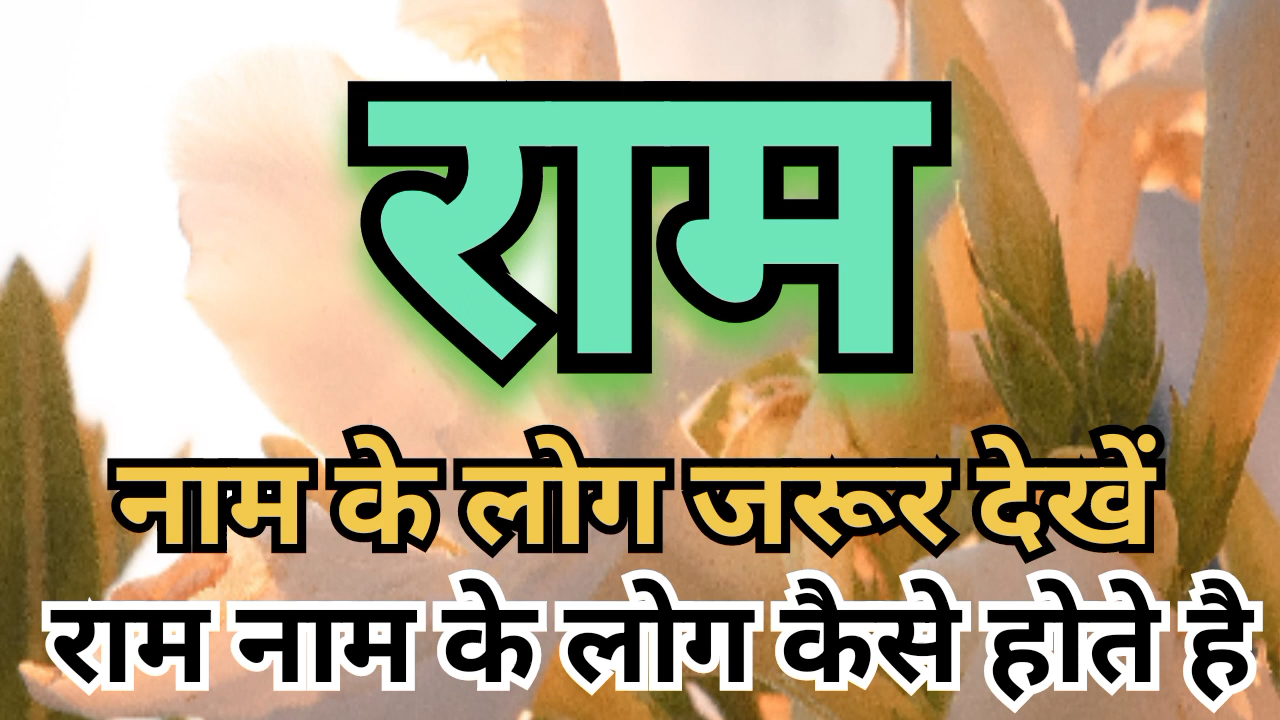 राम
नाम के लोग जरूर देखें
राम नाम के लोग कैसे होते है